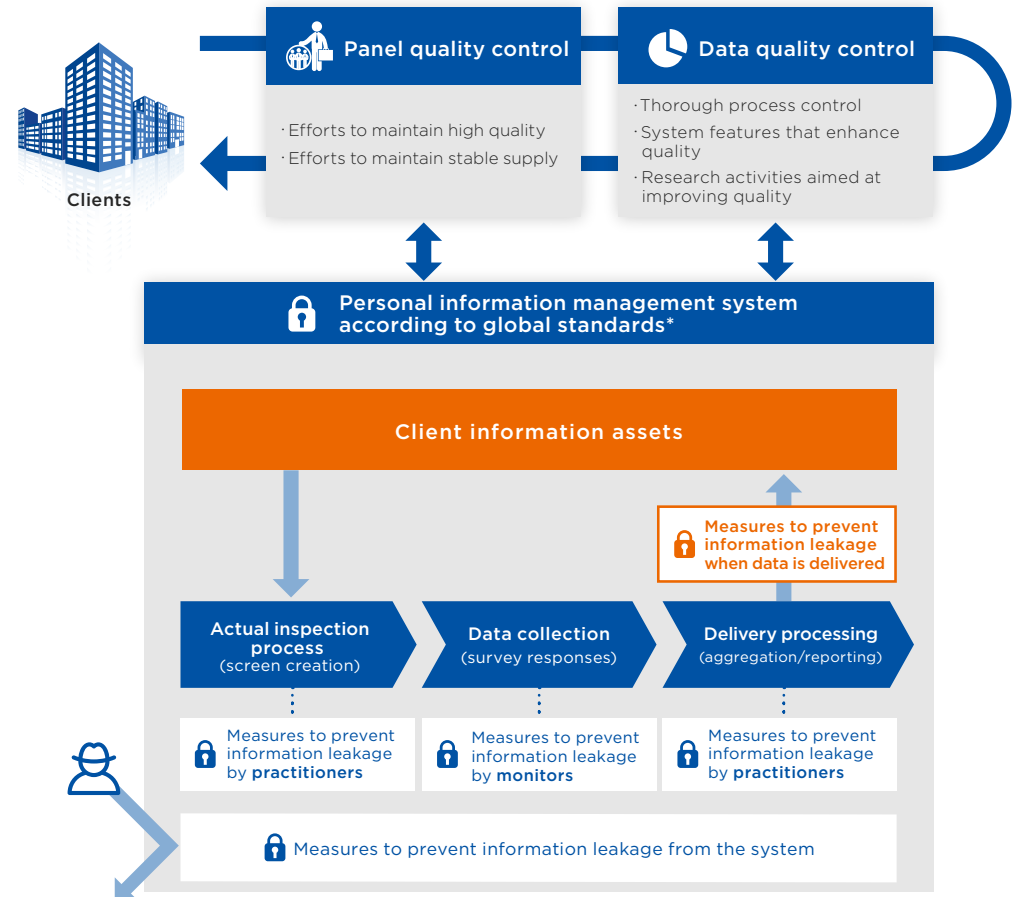 Panel quality control
Data quality control
· Efforts to maintain high quality
· Efforts to maintain stable supply
· Thorough process control
· System features that enhance
quality
· Research activities aimed at
improving quality
Clients
Personal information management system
according to global standards*
Client information assets
Measures to prevent
information leakage
when data is delivered
Actual inspection
process
(screen creation)
Data collection
(survey responses)
Delivery processing
(aggregation/reporting)
Measures to prevent
information leakage
by practitioners
Measures to prevent
information leakage
by monitors
Measures to prevent
information leakage
by practitioners
Measures to prevent information leakage from the system